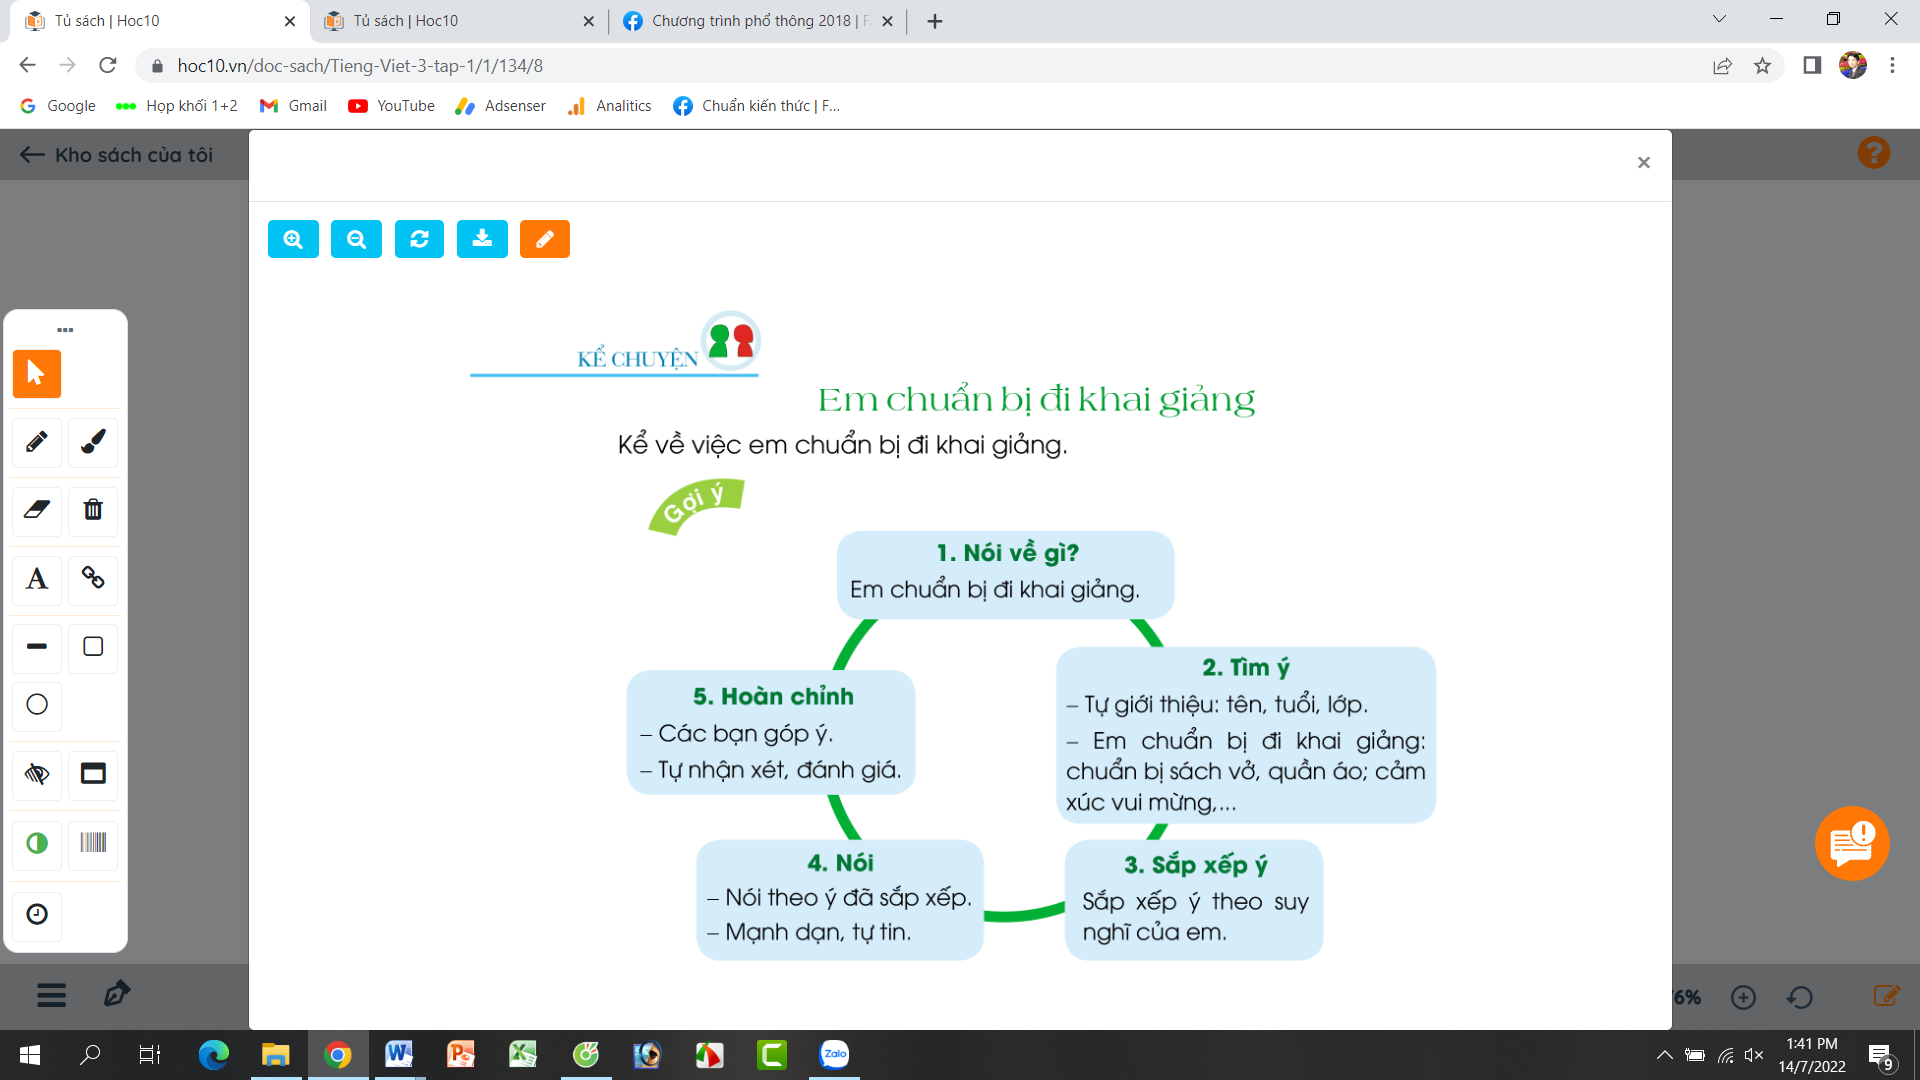 Tủ sách | Hoc10
Tủ sách | Hoc10
Chương trình phổ thông 2018 | F
hoc10.vn/doc-sach/Tieng-Viet-3-tap-1/1/134/8
Google
Họp khối 1+2
Gmail
YouTube
Adsenser
Analitics
Chuẩn kiến thức | F...
Kho sách của tôi
KỂ CHUYỆN
Em chuẩn bị đi khai giảng
Kể về việc em chuẩn bị đi khai giảng.
Gợi ý
1. Nói về gì?
Em chuẩn bị đi khai giảng.
2. Tìm ý
– Tự giới thiệu: tên, tuổi, lớp.
– Em chuẩn bị đi khai giảng:
chuẩn bị sách vở, quần áo; cảm
xúc vui mừng,...
3. Sắp xếp ý
Sắp xếp ý theo suy
nghĩ của em.
4. Nói
– Nói theo ý đã sắp xếp.
– Mạnh dạn, tự tin.
5. Hoàn chỉnh
– Các bạn góp ý.
– Tự nhận xét, đánh giá.
A
6%
Zalo
1:41 PM
14/7/2022
9